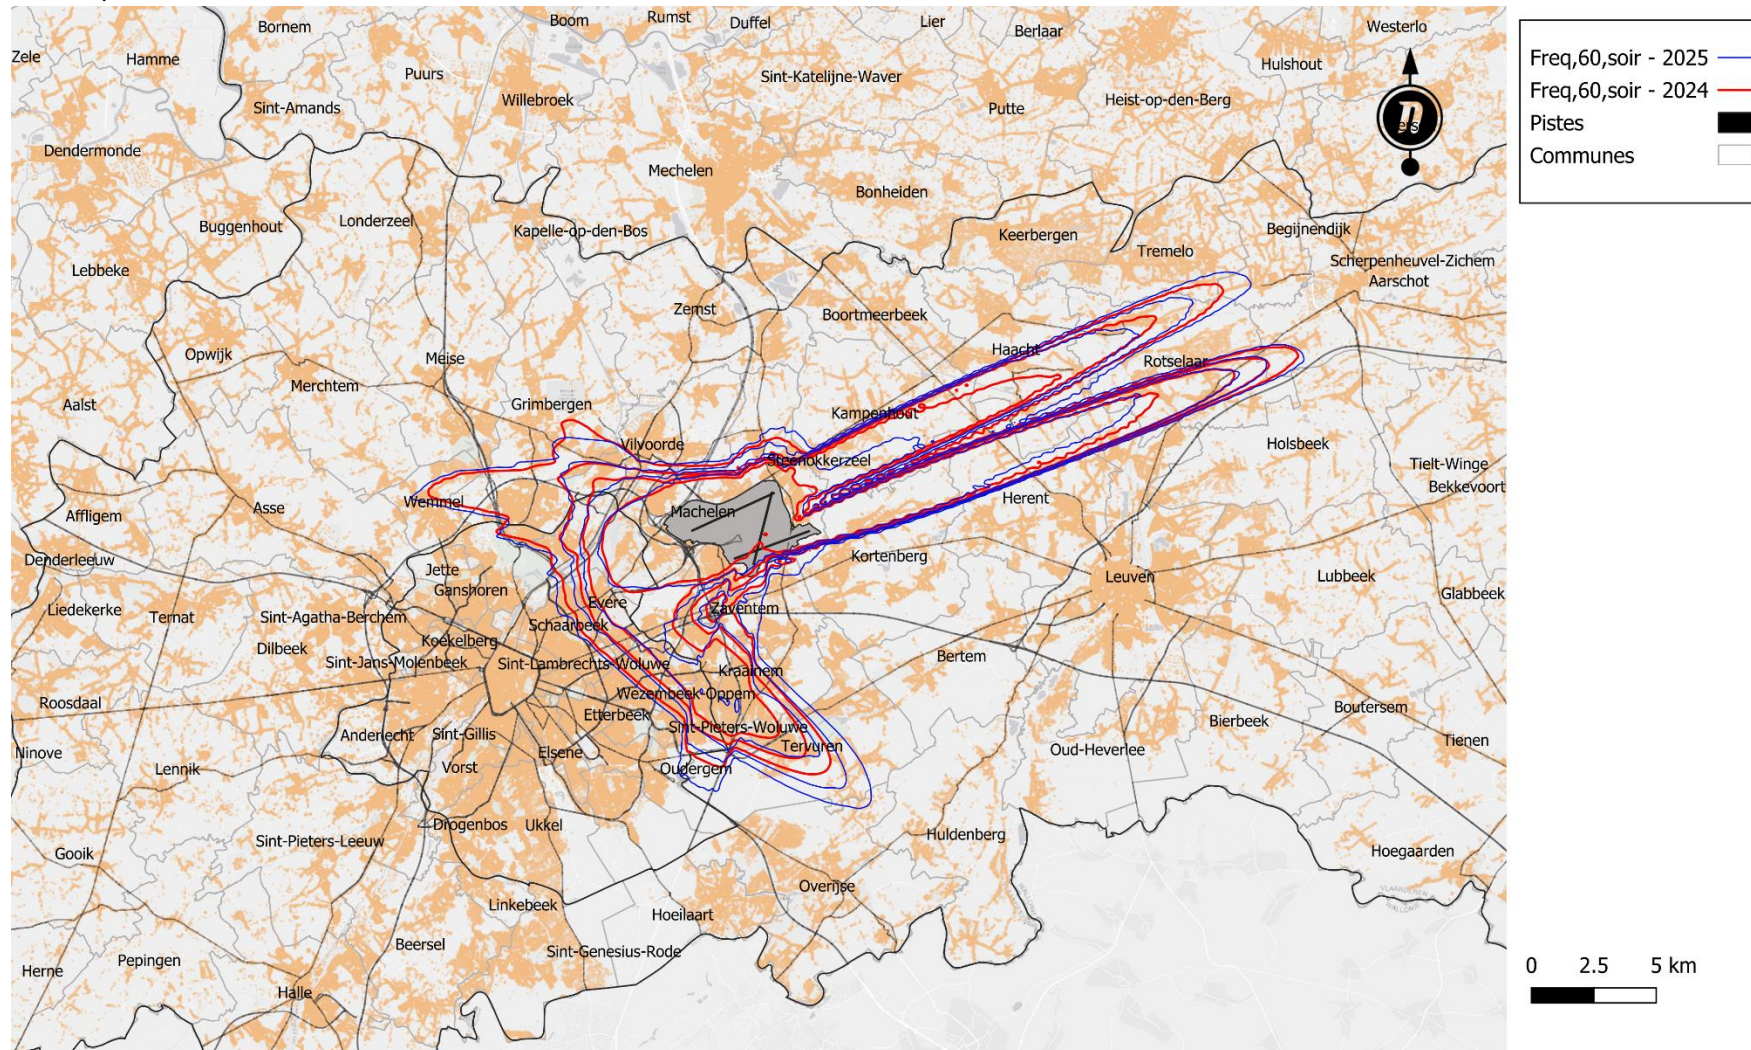 Bornem
Boom
Rumst
Duffel
Lier
Berlaar
Westerlo
Zele
Hamme
Puurs
Sint-Katelijne-Waver
Hulshout
Sint-Amands
Willebroek
Putte
Heist-op-den-Berg
Dendermonde
Mechelen
Bonheiden
Buggenhout
Londerzeel
Kapelle-op-den-Bos
Keerbergen
Begijnendijk
Tremelo
Lebbeke
Scherpenheuvel-Zichem
Aarschot
Zemst
Boortmeerbeek
Opwijk
Meise
Haacht
Rotselaar
Merchtem
Aalst
Grimbergen
Kampenhout
Vilvoorde
Holsbeek
Steenokkerzeel
Tielt-Winge
Bekkevoort
Wemmel
Asse
Affligem
Machelen
Herent
Denderleeuw
Kortenberg
Jette
Ganshoren
Leuven
Lubbeek
Glabbeek
Liedekerke
Ternat
Sint-Agatha-Berchem
Evere
Zaventem
Schaarbeek
Dilbeek
Koekelberg
Sint-Jans-Molenbeek
Sint-Lambrechts-Woluwe
Kraainem
Bertem
Roosdaal
Wezembeek-Oppem
Etterbeek
Sint-Pieters-Woluwe
Bierbeek
Boutersem
Anderlecht
Sint-Gillis
Elsene
Tervuren
Oud-Heverlee
Tienen
Ninove
Lennik
Vorst
Oudergem
Drogenbos
Ukkel
Sint-Pieters-Leeuw
Huldenberg
Gooik
Hoegaarden
Overijse
Linkebeek
Hoeilaart
VLAANDEREN
WALLONIE
Beersel
Sint-Genesius-Rode
Herne
Pepingen
Halle
Freq,60,soir - 2025
Freq,60,soir - 2024
Pistes
Communes
0 2.5 5 km